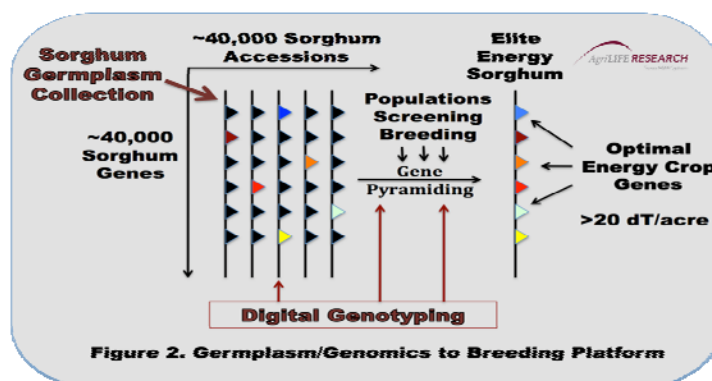 Sorghum
Germplasm
Collection
~40,000 Sorghum
Accessions
Elite
Energy
Sorghum
AgriLIFE RESEARCH
~40,000
Sorghum
Genes
Populations
Screening
Breeding
Gene
Pyramiding
Optimal
Energy Crop
Genes
>20 dT/acre
Digital Genotyping
Figure 2. Germplasm/Genomics to Breeding Platform